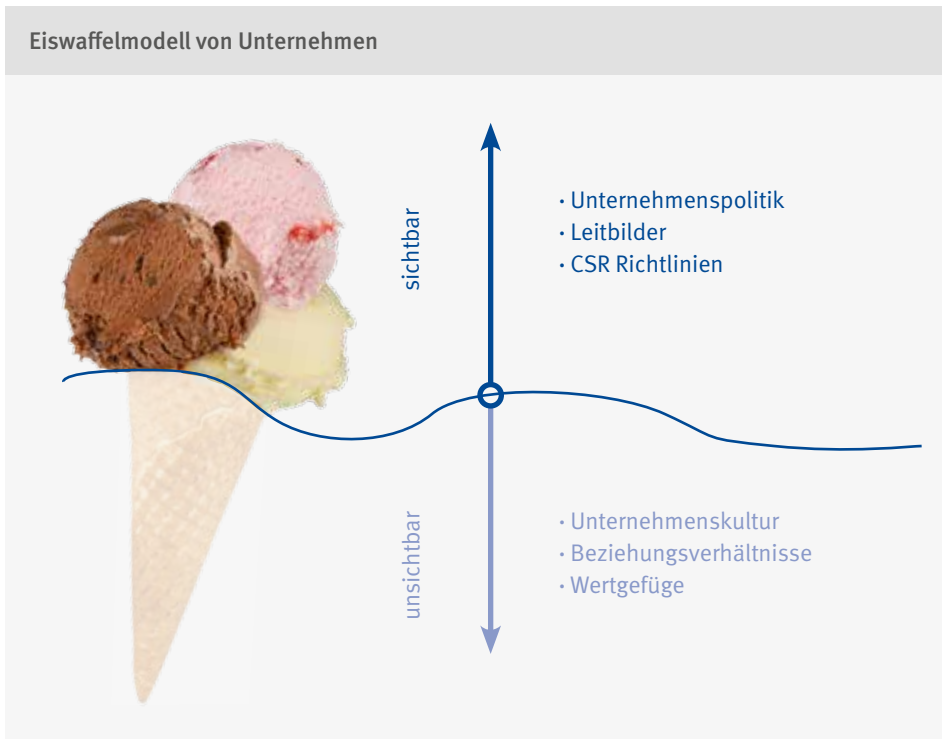 Eiswaffelmodell von Unternehmen
sichtbar
· Unternehmenspolitik
· Leitbilder
· CSR Richtlinien
unsichtbar
· Unternehmenskultur
· Beziehungsverhältnisse
· Wertgefüge